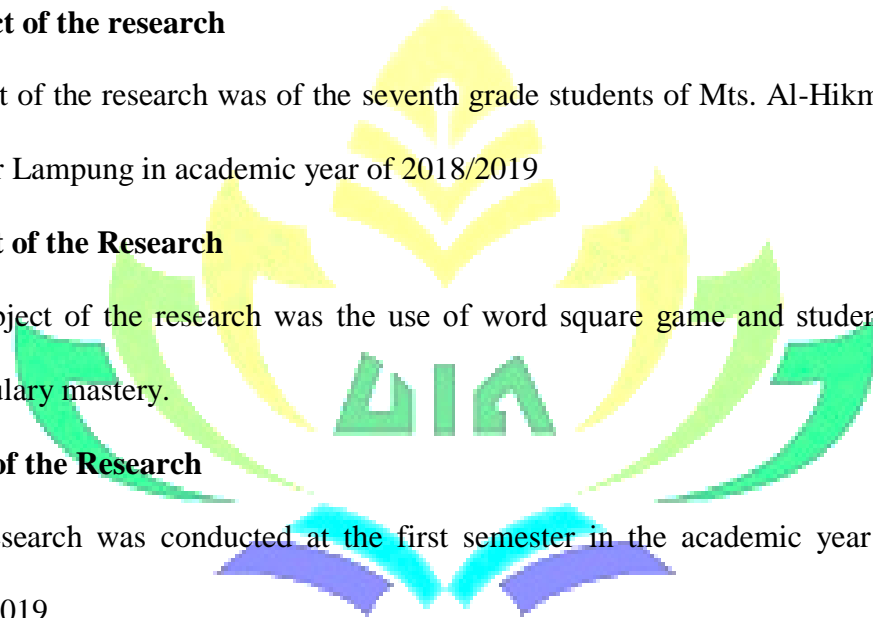 ct of the research
t of the research was of the seventh grade students of Mts. Al-Hikm
r Lampung in academic year of 2018/2019
t of the Research
oject of the research was the use of word square game and studen
ulary mastery.
of the Research
search was conducted at the first semester in the academic year
019
UIN